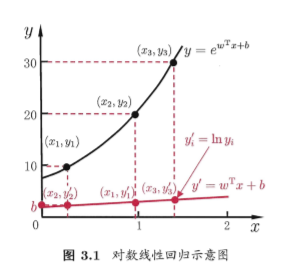 y
y = e^{w^T x+b}
(x₃, y₃)
30
(x₂, y₂)
20
(x₁, y₁)
y′ᵢ = ln yᵢ
10
(x₂, y′₂)
(x₁, y′₁)
(x₃, y′₃)
y′ = wᵀx + b
b
0
1
2
x
图 3.1 对数线性回归示意图